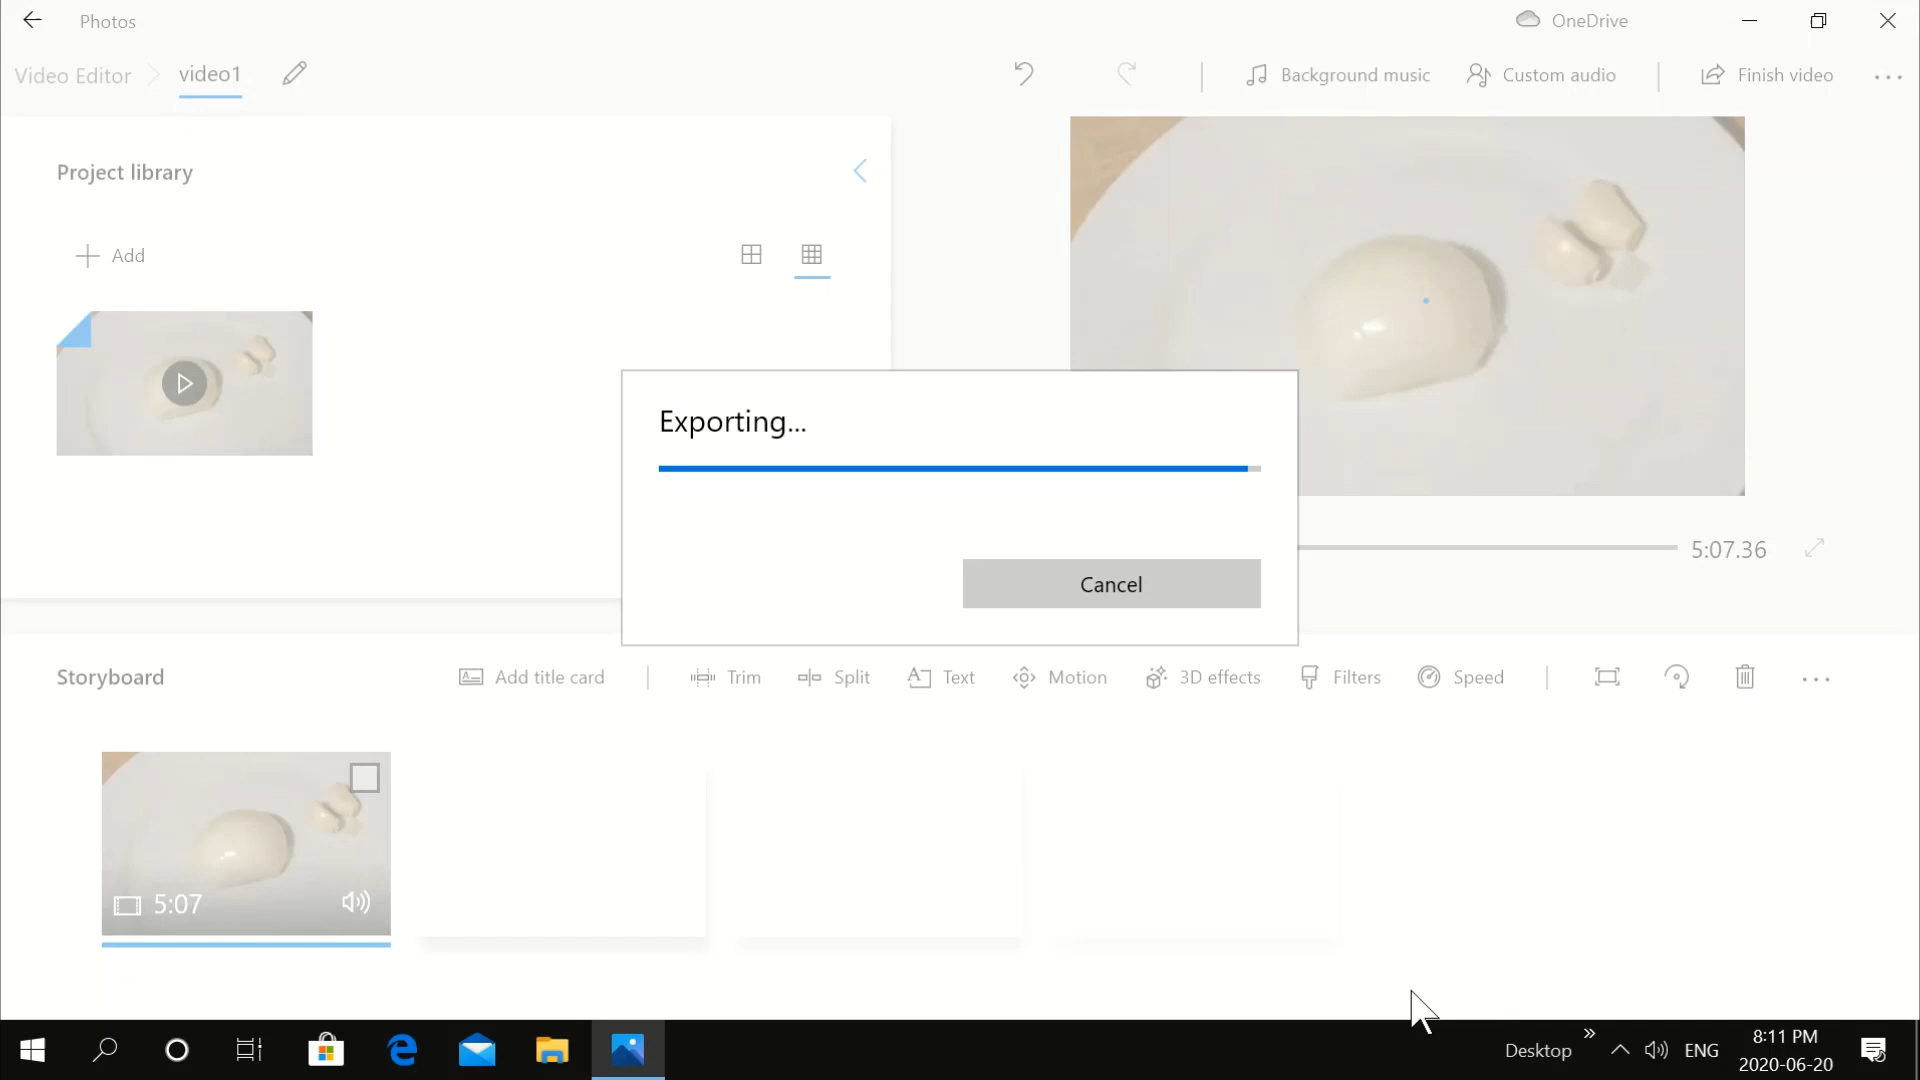 Photos
OneDrive
Video Editor
video1
Background music
Custom audio
Finish video
Project library
Add
Exporting...
Cancel
5:07.36
Storyboard
Add title card
Trim
Split
Text
Motion
3D effects
Filters
Speed
5:07
Desktop
ENG
8:11 PM
2020-06-20